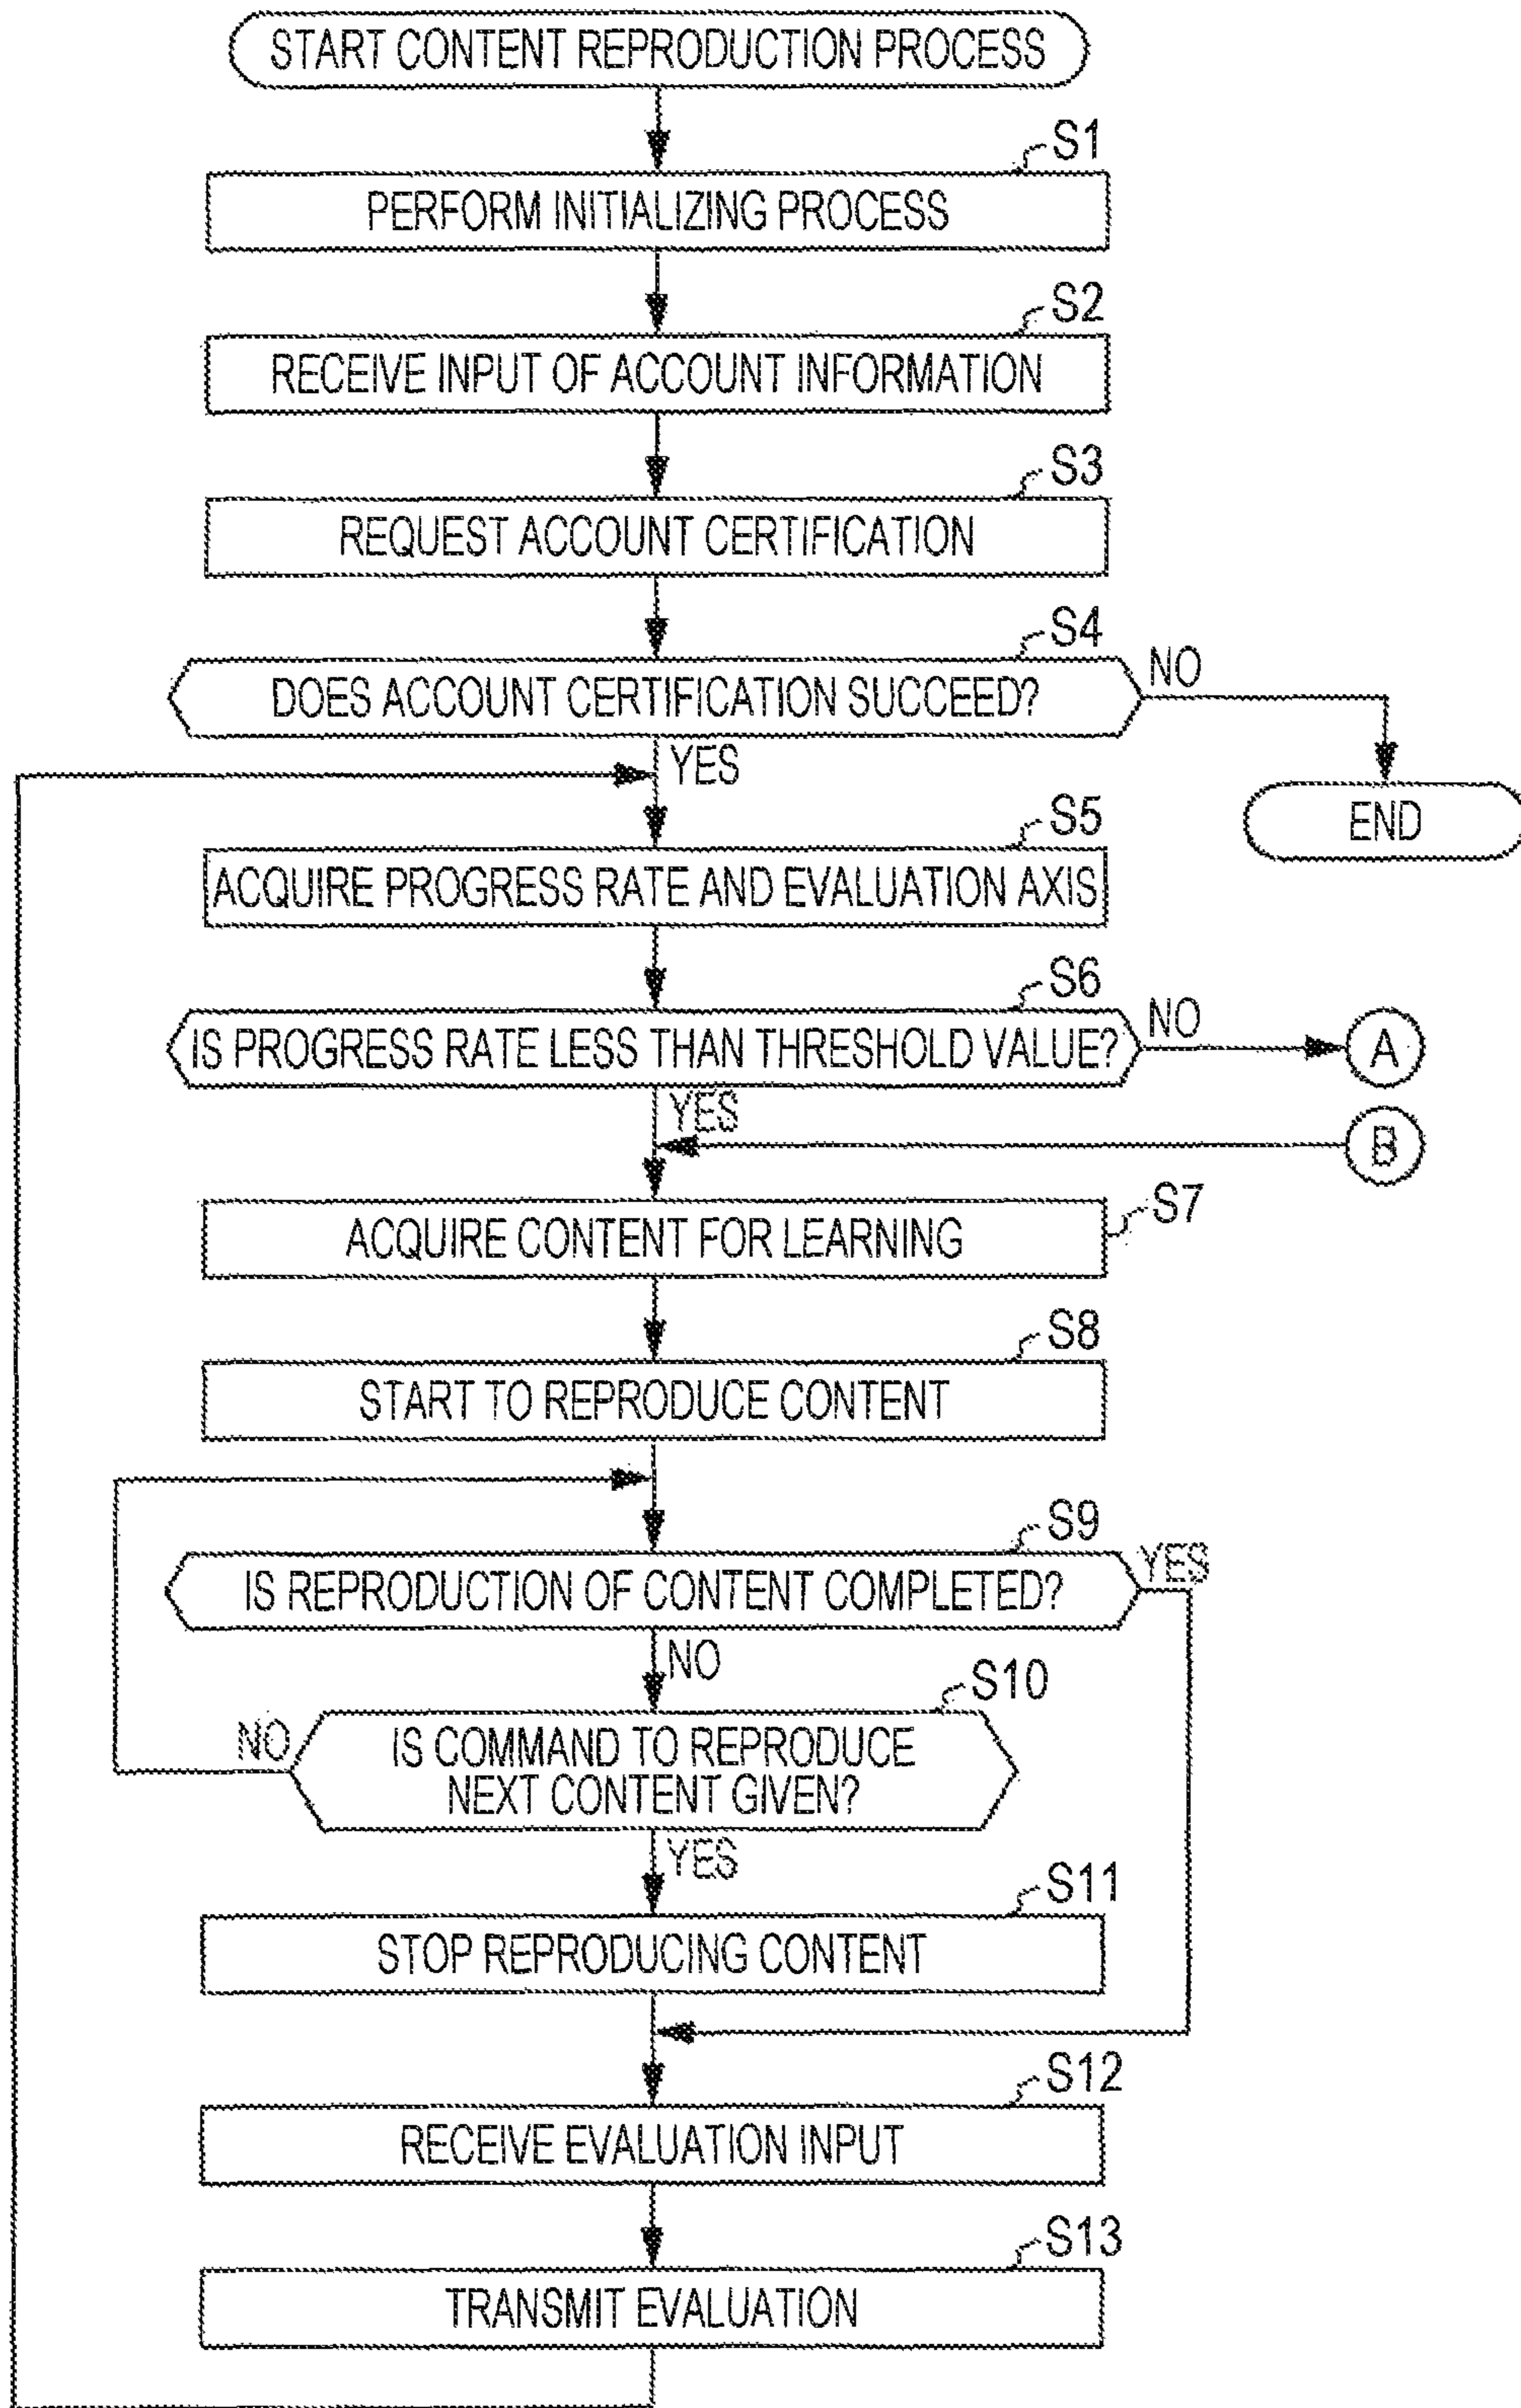 START CONTENT REPRODUCTION PROCESS
S1
PERFORM INITIALIZING PROCESS
S2
RECEIVE INPUT OF ACCOUNT INFORMATION
S3
REQUEST ACCOUNT CERTIFICATION
S4
DOES ACCOUNT CERTIFICATION SUCCEED?
NO
YES
END
S5
ACQUIRE PROGRESS RATE AND EVALUATION AXIS
S6
IS PROGRESS RATE LESS THAN THRESHOLD VALUE?
NO
A
YES
B
S7
ACQUIRE CONTENT FOR LEARNING
S8
START TO REPRODUCE CONTENT
S9
IS REPRODUCTION OF CONTENT COMPLETED?
YES
NO
S10
NO
IS COMMAND TO REPRODUCE
NEXT CONTENT GIVEN?
YES
S11
STOP REPRODUCING CONTENT
S12
RECEIVE EVALUATION INPUT
S13
TRANSMIT EVALUATION